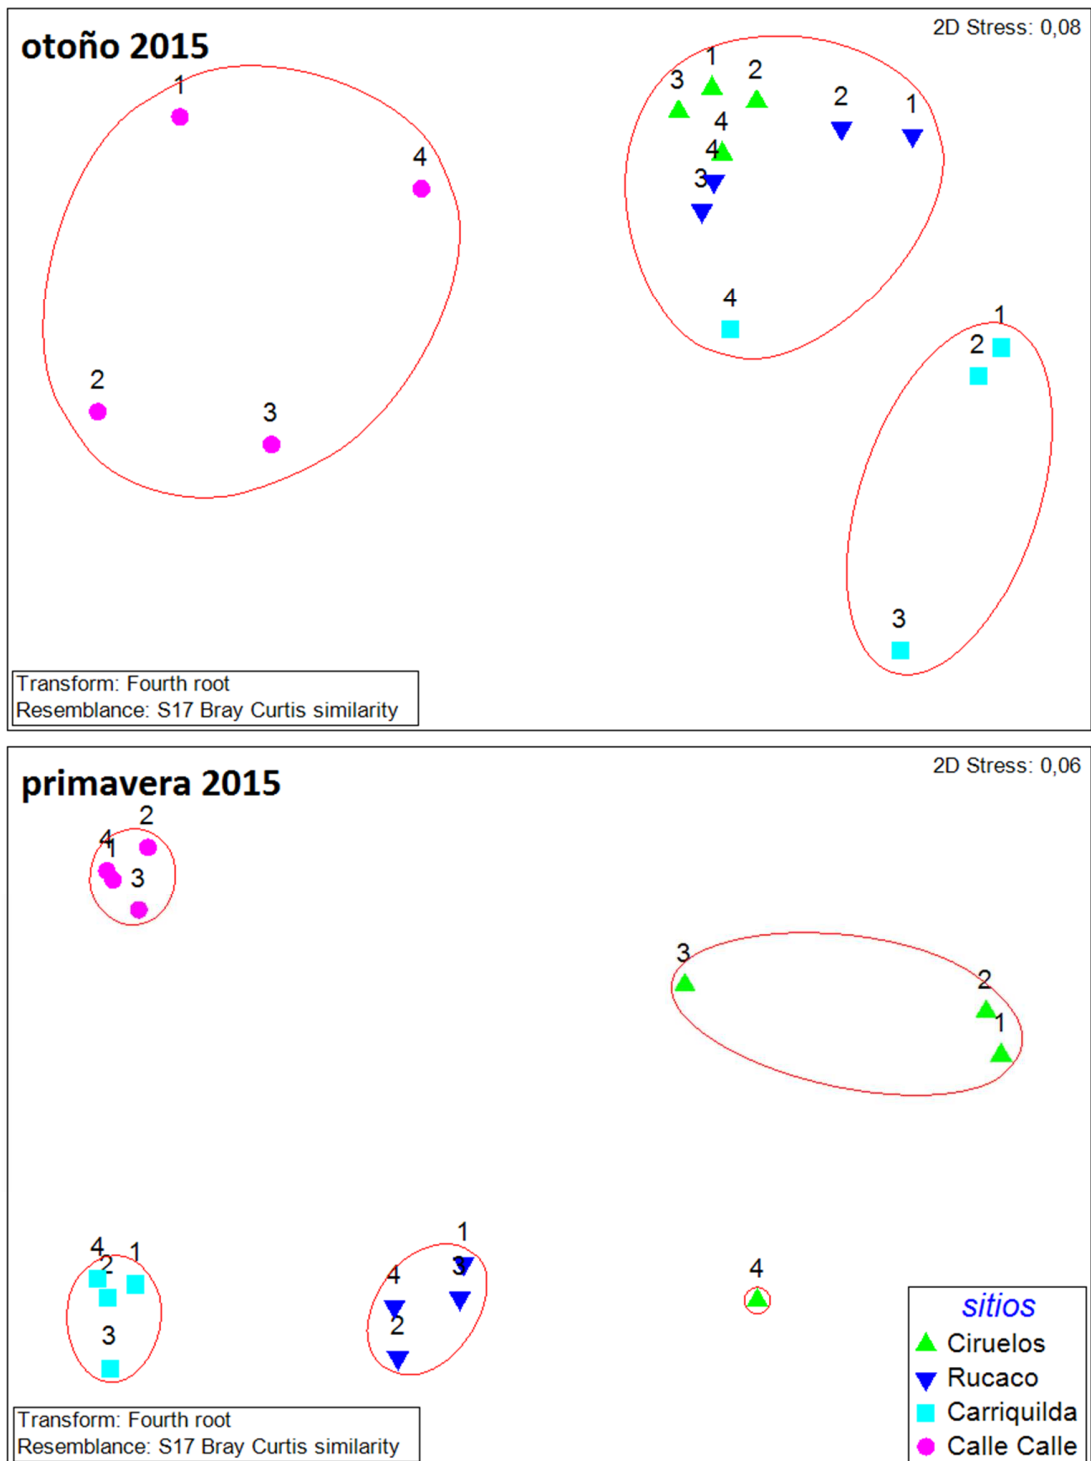 otoño 2015
2D Stress: 0,08
1
4
2
3
3
1
2
4
4
3
2
1
4
1
2
3
Transform: Fourth root
Resemblance: S17 Bray Curtis similarity
primavera 2015
2D Stress: 0,06
2
4
1
3
3
2
1
4
2
1
3
1
3
4
2
4
sitios
Ciruelos
Rucaco
Carriquilda
Calle Calle
Transform: Fourth root
Resemblance: S17 Bray Curtis similarity